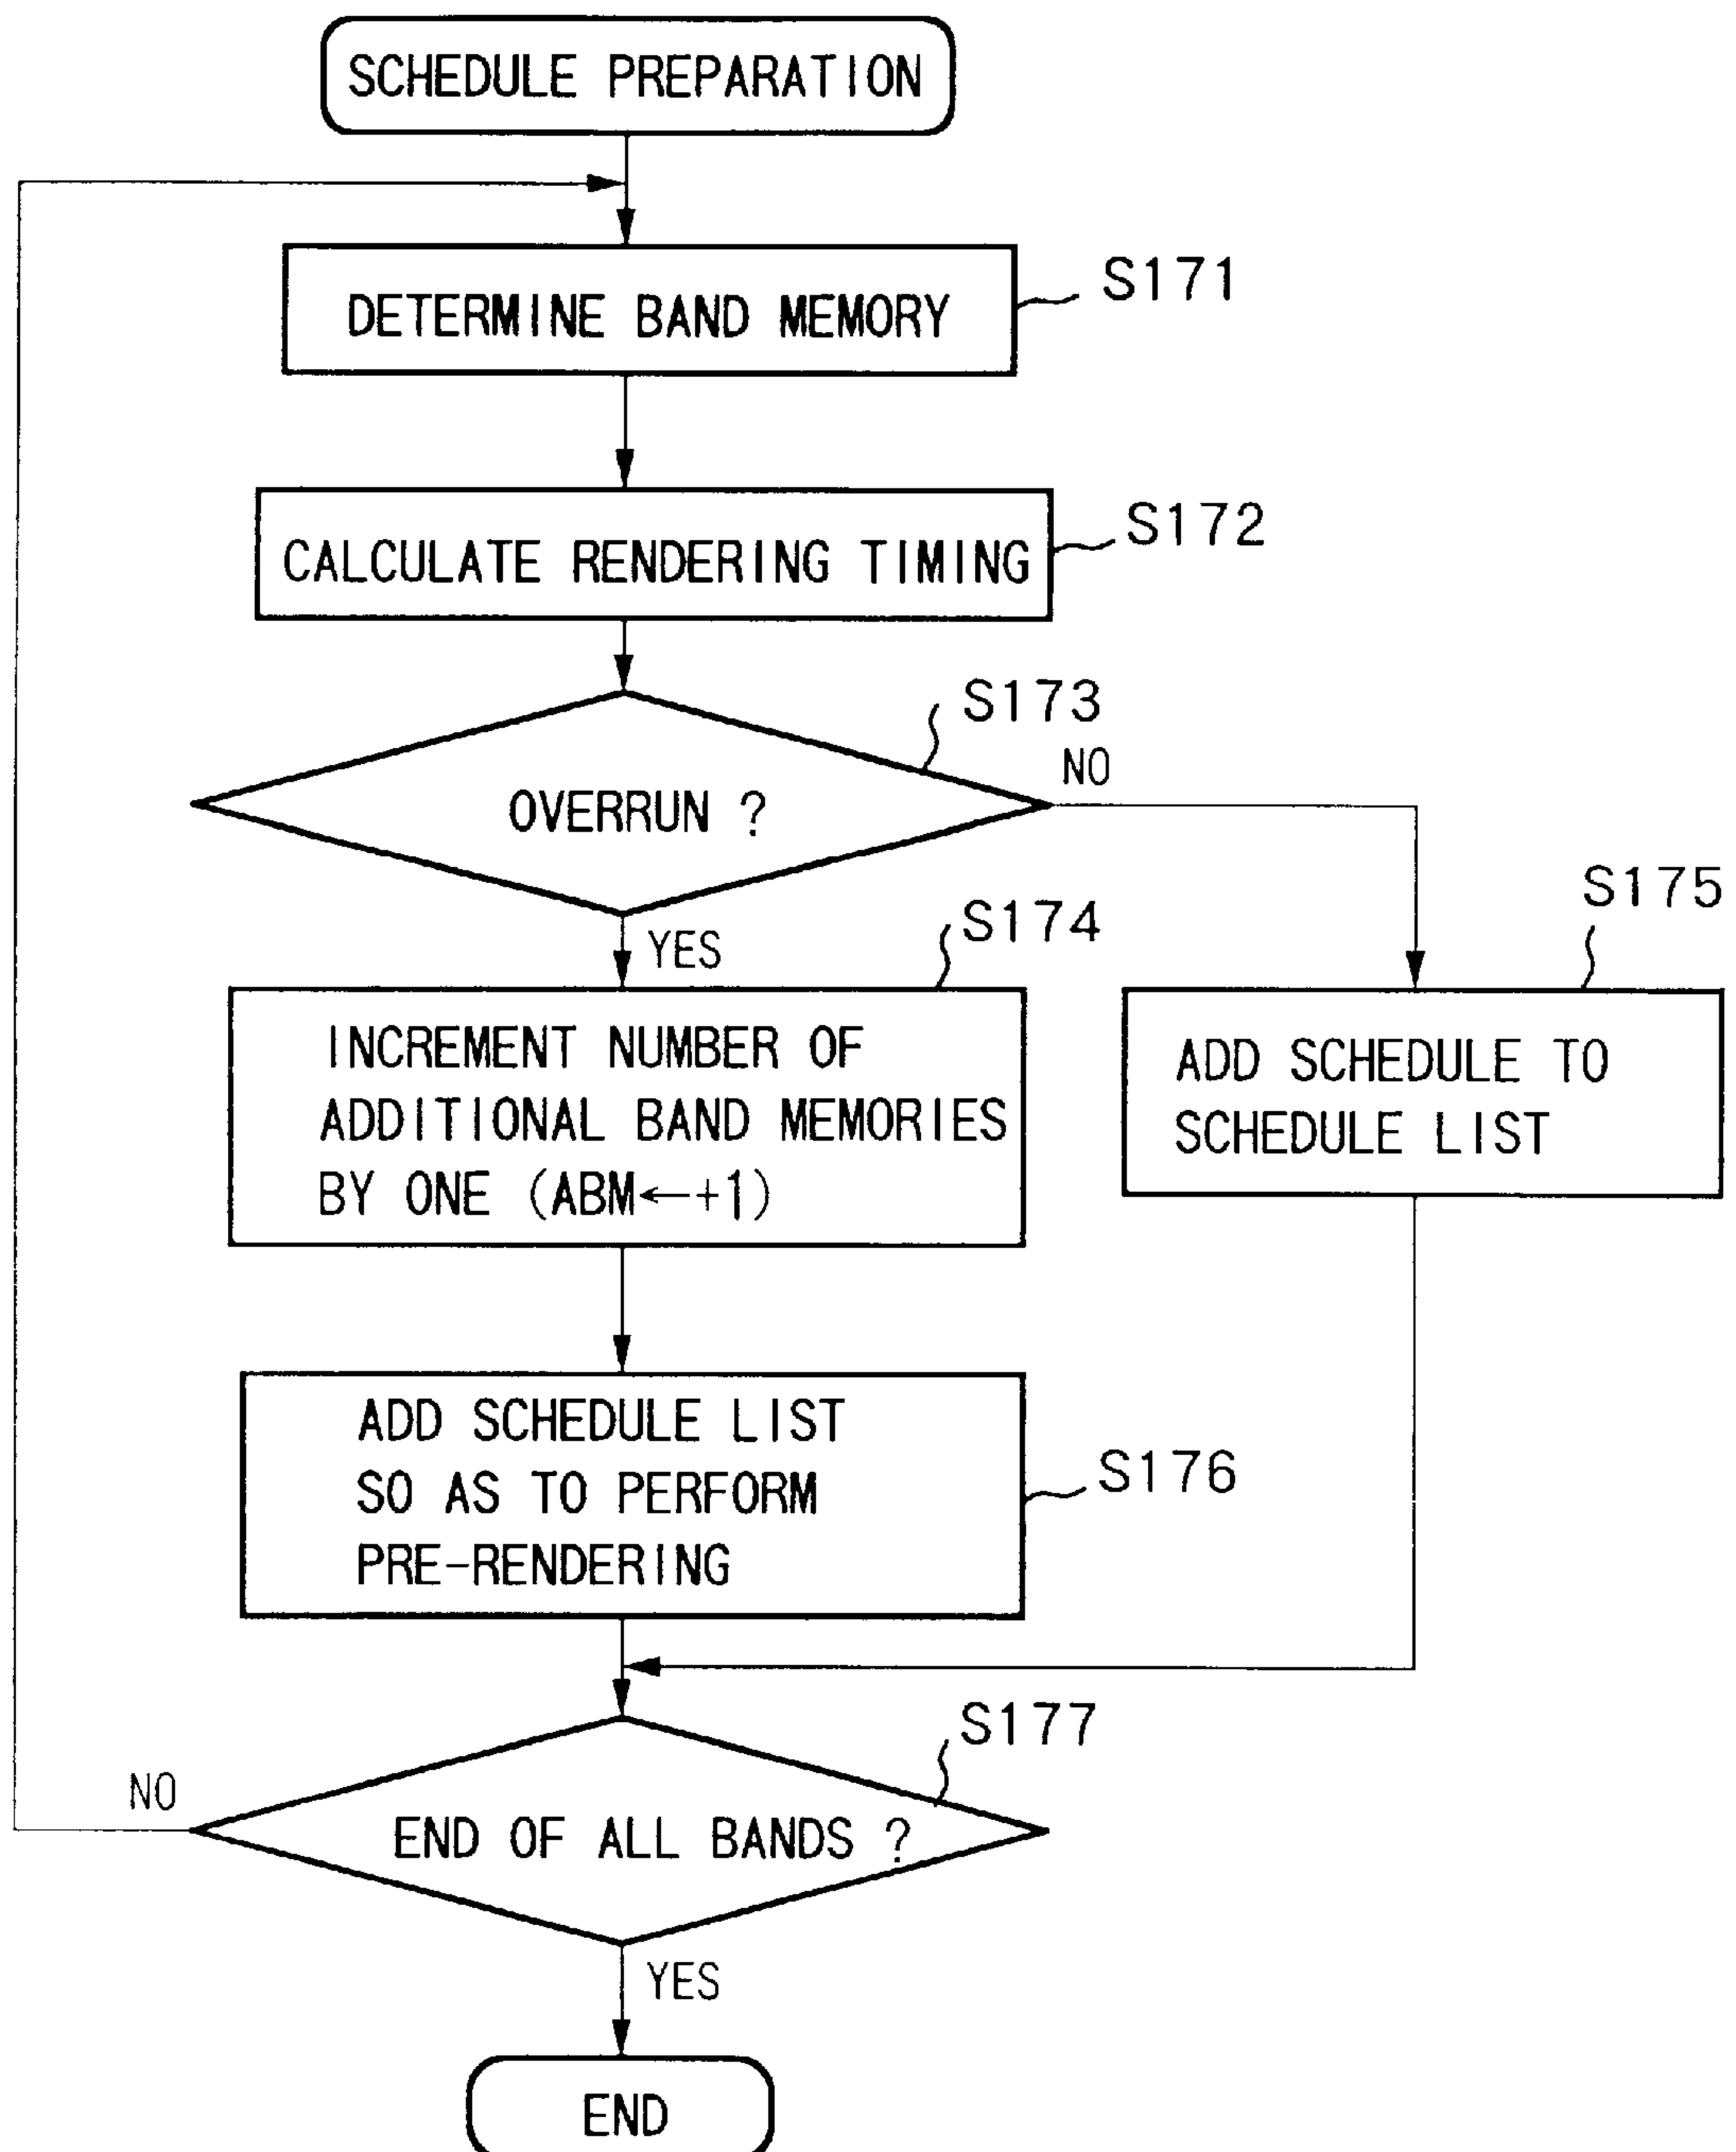 SCHEDULE PREPARATION
DETERMINE BAND MEMORY
S171
CALCULATE RENDERING TIMING
S172
S173
OVERRUN ?
NO
YES
S174
INCREMENT NUMBER OF
ADDITIONAL BAND MEMORIES
BY ONE (ABM←+1)
S175
ADD SCHEDULE TO
SCHEDULE LIST
ADD SCHEDULE LIST
SO AS TO PERFORM
PRE-RENDERING
S176
S177
END OF ALL BANDS ?
NO
YES
END